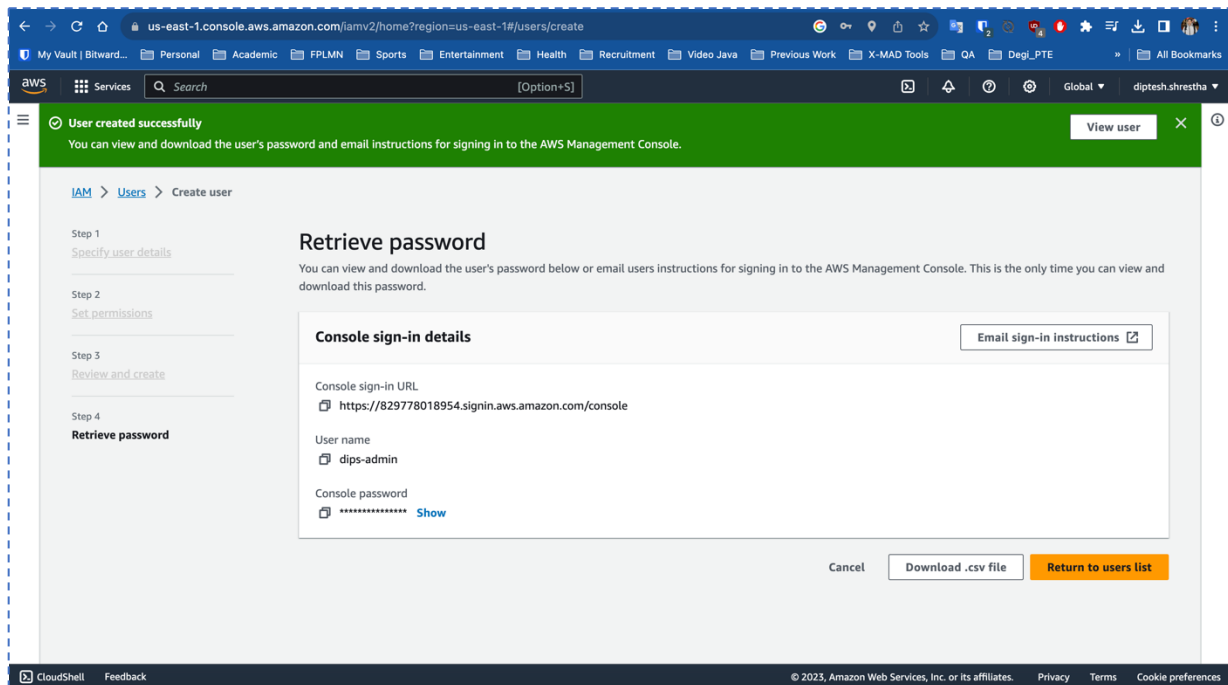 us-east-1.console.aws.amazon.com/iamv2/home?region=us-east-1#/users/create
My Vault | Bitward... Personal Academic FPLMN Sports Entertainment Health Recruitment Video Java Previous Work X-MAD Tools QA Degi_PTE » All Bookmarks
aws Services Search [Option+S] Global diptesh.shrestha
User created successfully
You can view and download the user's password and email instructions for signing in to the AWS Management Console.
View user
IAM > Users > Create user
Step 1
Specify user details
Step 2
Set permissions
Step 3
Review and create
Step 4
Retrieve password
Retrieve password
You can view and download the user's password below or email users instructions for signing in to the AWS Management Console. This is the only time you can view and
download this password.
Console sign-in details
Email sign-in instructions
Console sign-in URL
https://829778018954.signin.aws.amazon.com/console
User name
dips-admin
Console password
*************** Show
Cancel Download .csv file Return to users list
CloudShell Feedback © 2023, Amazon Web Services, Inc. or its affiliates. Privacy Terms Cookie preferences